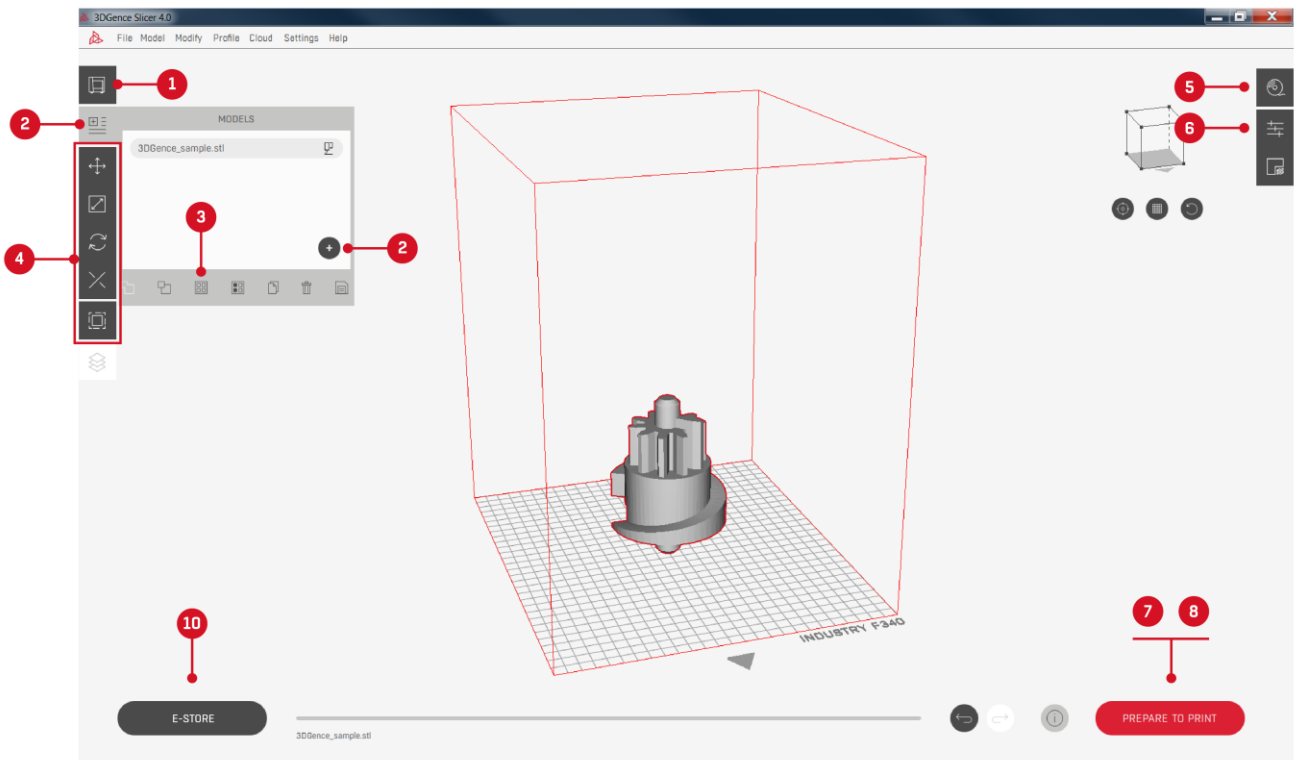 3DGence Slicer 4.0
File Model Modify Profile Cloud Settings Help
1
2
MODELS
3DGence_sample.stl
3
2
4
5
6
INDUSTRY F340
7 8
10
E-STORE
3DGence_sample.stl
PREPARE TO PRINT